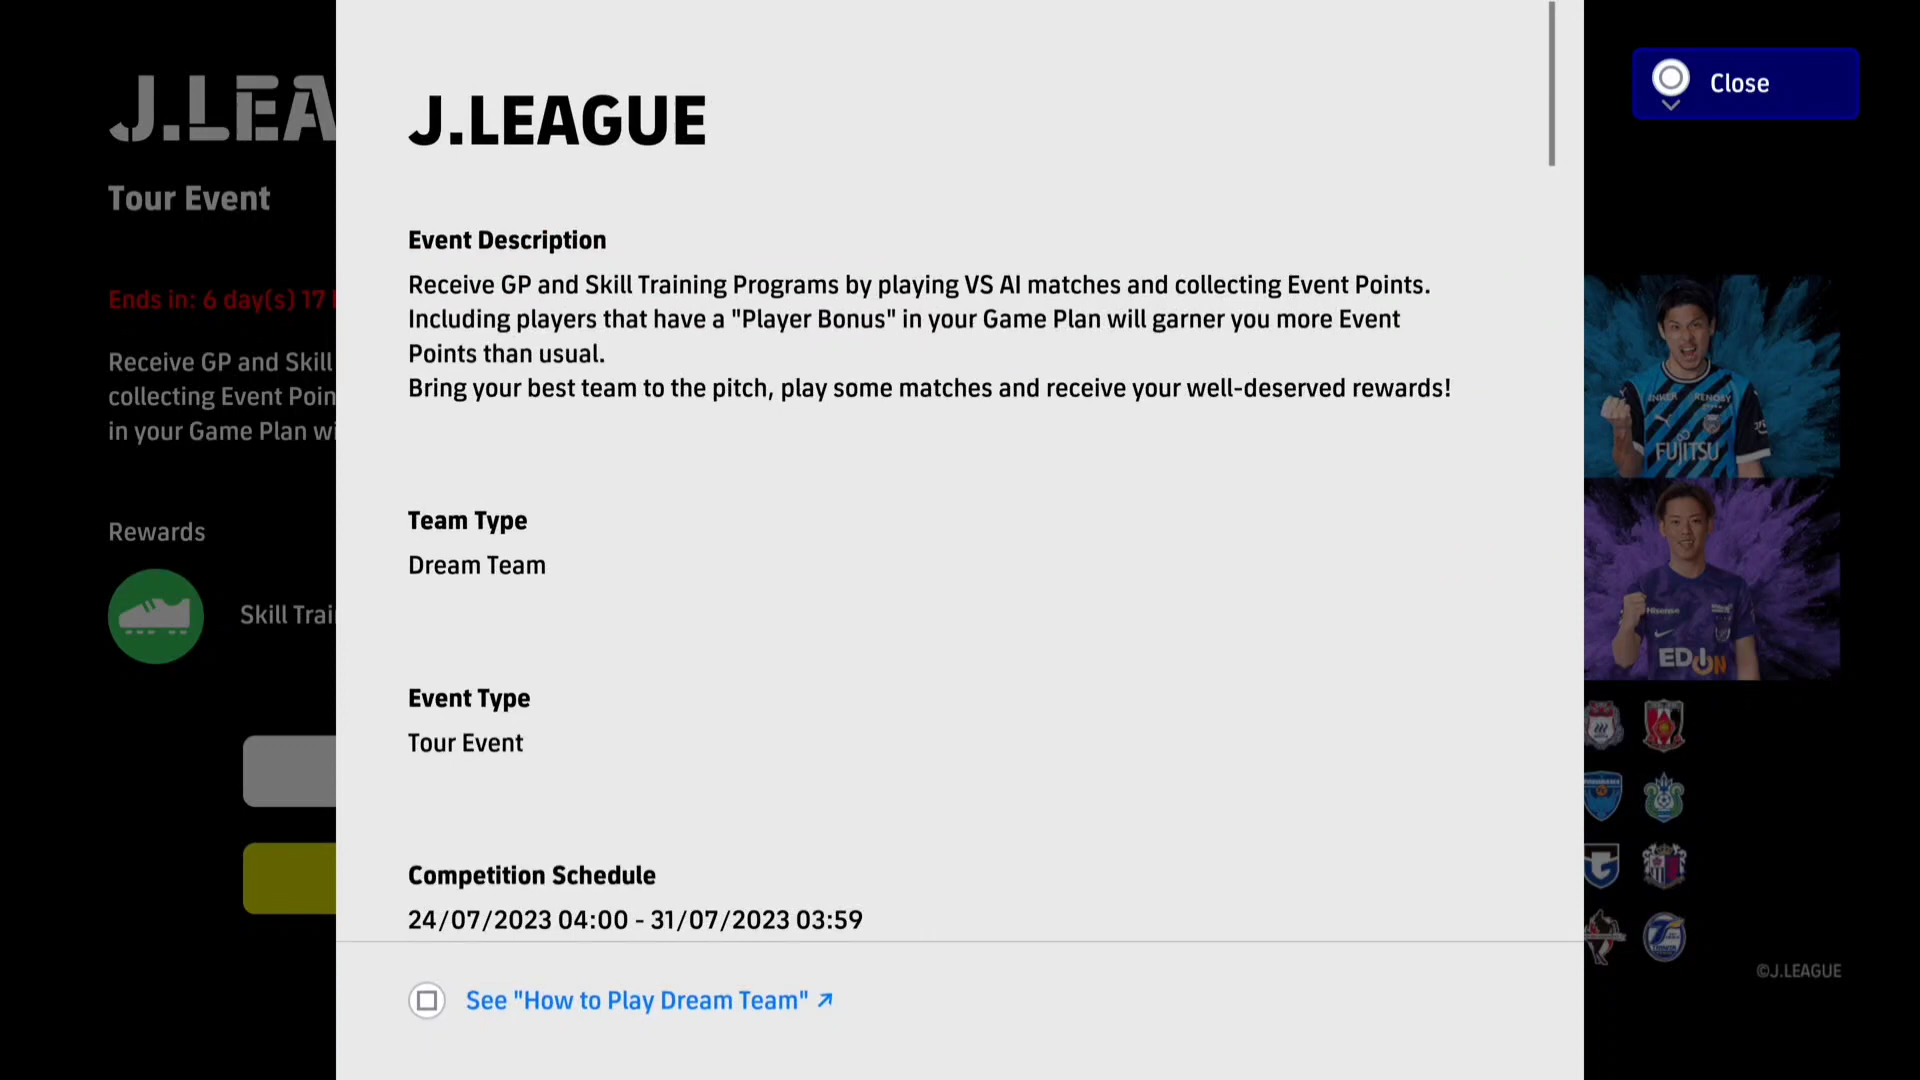 J.LEA
Tour Event
Ends in: 6 day(s) 17
Receive GP and Skill
collecting Event Poin
in your Game Plan wi
Rewards
Skill Trai
J.LEAGUE
Event Description
Receive GP and Skill Training Programs by playing VS AI matches and collecting Event Points.
Including players that have a "Player Bonus" in your Game Plan will garner you more Event
Points than usual.
Bring your best team to the pitch, play some matches and receive your well-deserved rewards!
Team Type
Dream Team
Event Type
Tour Event
Competition Schedule
24/07/2023 04:00 - 31/07/2023 03:59
See "How to Play Dream Team"
Close
FUJITSU
Hisense
EDION
©J.LEAGUE